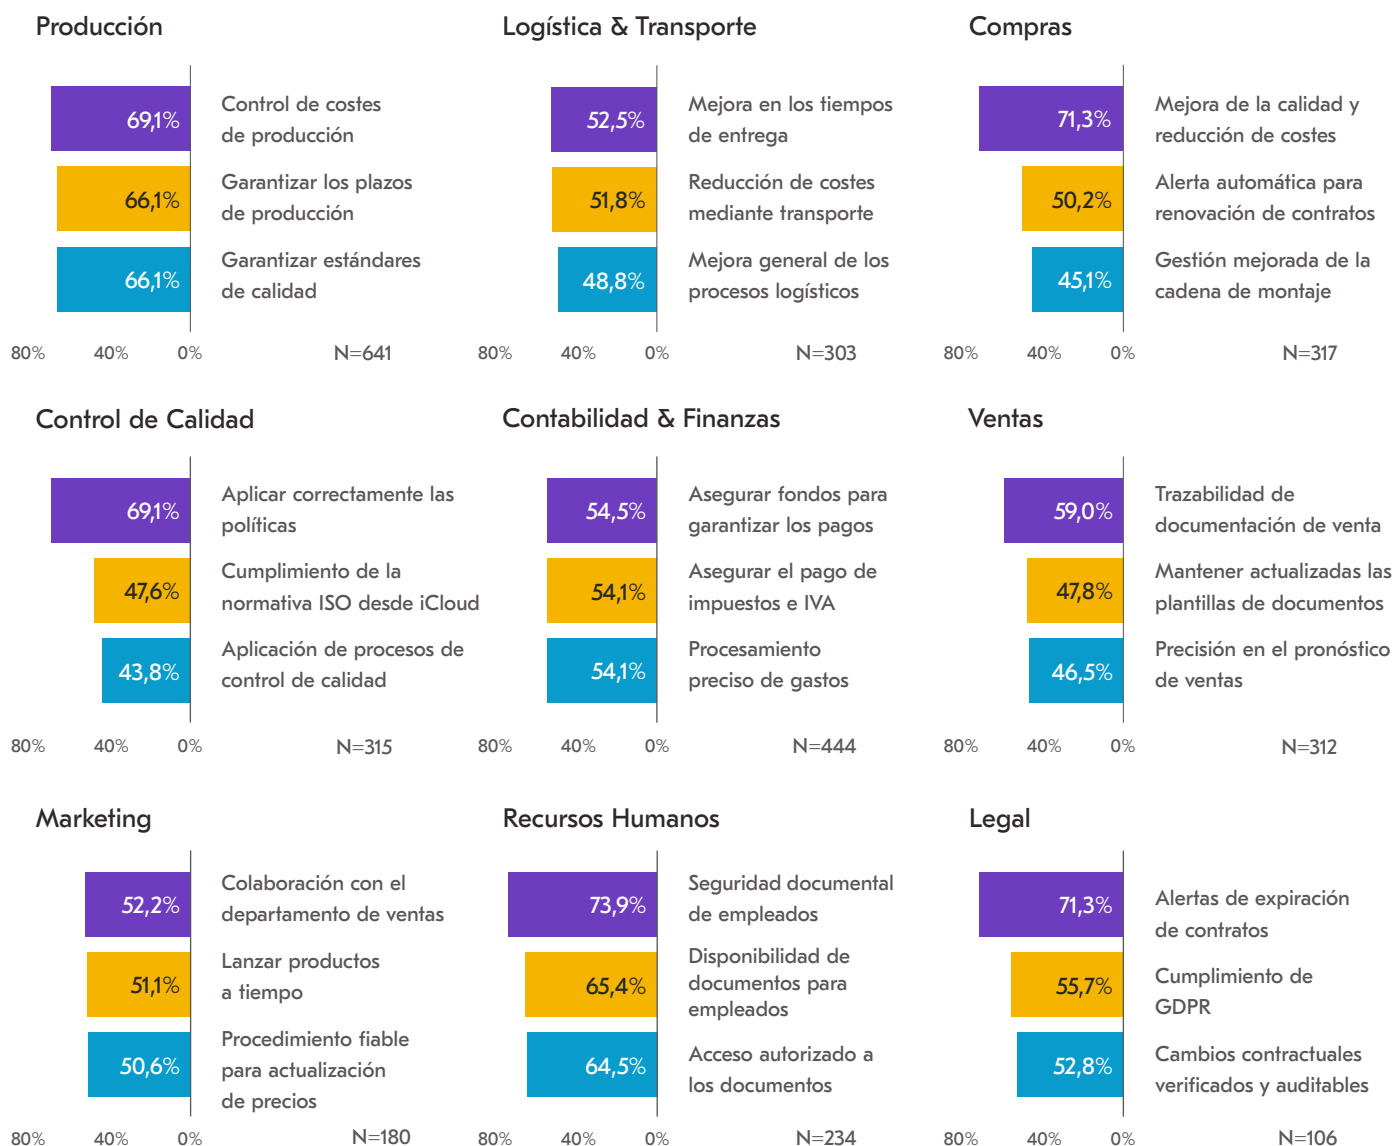 Producción
69,1%
Control de costes
de producción
66,1%
Garantizar los plazos
de producción
66,1%
Garantizar estándares
de calidad
80% 40% 0%
N=641
Logística & Transporte
52,5%
Mejora en los tiempos
de entrega
51,8%
Reducción de costes
mediante transporte
48,8%
Mejora general de los
procesos logísticos
80% 40% 0%
N=303
Compras
71,3%
Mejora de la calidad y
reducción de costes
50,2%
Alerta automática para
renovación de contratos
45,1%
Gestión mejorada de la
cadena de montaje
80% 40% 0%
N=317
Control de Calidad
69,1%
Aplicar correctamente las
políticas
47,6%
Cumplimiento de la
normativa ISO desde iCloud
43,8%
Aplicación de procesos de
control de calidad
80% 40% 0%
N=315
Contabilidad & Finanzas
54,5%
Asegurar fondos para
garantizar los pagos
54,1%
Asegurar el pago de
impuestos e IVA
54,1%
Procesamiento
preciso de gastos
80% 40% 0%
N=444
Ventas
59,0%
Trazabilidad de
documentación de venta
47,8%
Mantener actualizadas las
plantillas de documentos
46,5%
Precisión en el pronóstico
de ventas
80% 40% 0%
N=312
Marketing
52,2%
Colaboración con el
departamento de ventas
51,1%
Lanzar productos
a tiempo
50,6%
Procedimiento fiable
para actualización
de precios
80% 40% 0%
N=180
Recursos Humanos
73,9%
Seguridad documental
de empleados
65,4%
Disponibilidad de
documentos para
empleados
64,5%
Acceso autorizado a
los documentos
80% 40% 0%
N=234
Legal
71,3%
Alertas de expiración
de contratos
55,7%
Cumplimiento de
GDPR
52,8%
Cambios contractuales
verificados y auditables
80% 40% 0%
N=106